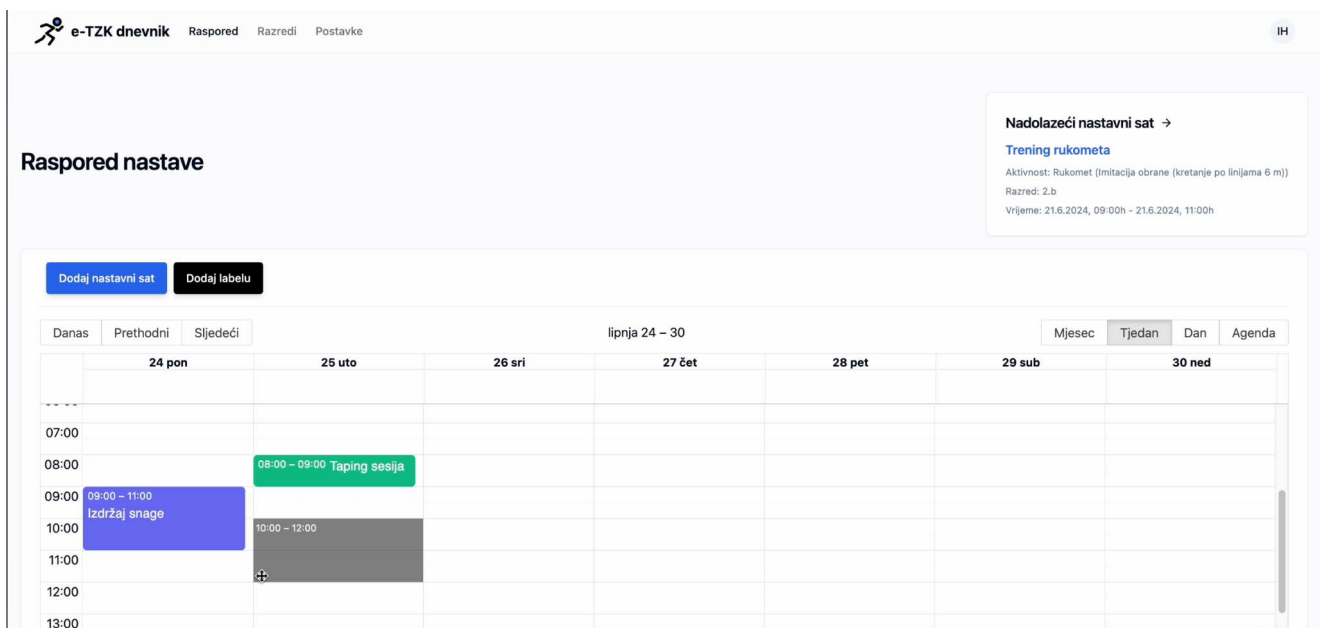 e-TZK dnevnik Raspored Razredi Postavke IH
Nadolazeći nastavni sat →
Trening rukometa
Aktivnost: Rukomet (Imitacija obrane (kretanje po linijama 6 m))
Razred: 2.b
Vrijeme: 21.6.2024, 09:00h - 21.6.2024, 11:00h
Raspored nastave
Dodaj nastavni sat Dodaj labelu
Danas Prethodni Sljedeći lipnja 24 – 30 Mjesec Tjedan Dan Agenda
24 pon 25 uto 26 sri 27 čet 28 pet 29 sub 30 ned
07:00
08:00 08:00 – 09:00 Taping sesija
09:00 09:00 – 11:00
Izdržaj snage
10:00 10:00 – 12:00
11:00
12:00
13:00